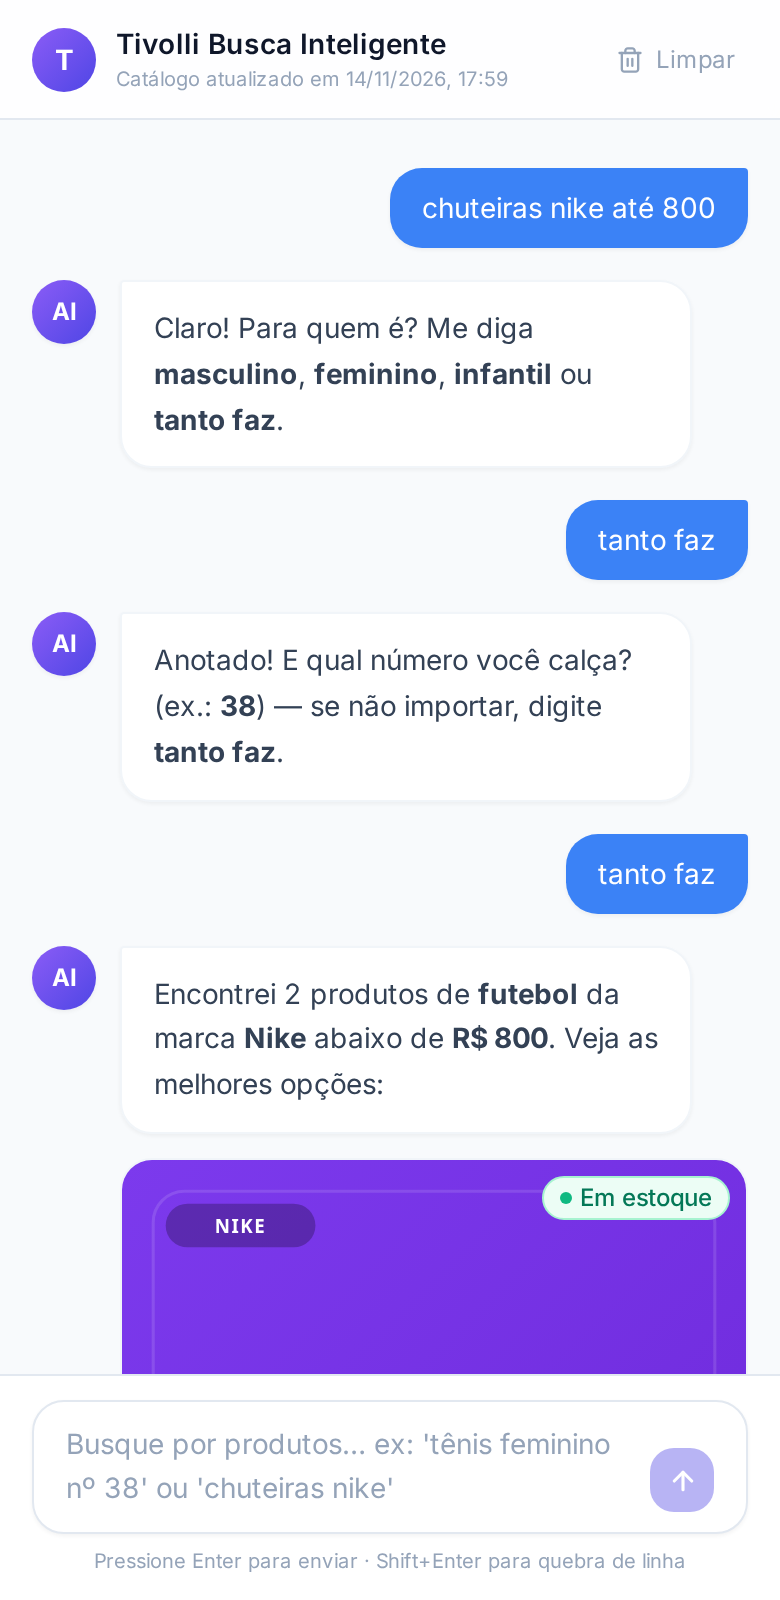 T
Tivolli Busca Inteligente
Catálogo atualizado em 14/11/2026, 17:59
Limpar
chuteiras nike até 800
AI
Claro! Para quem é? Me diga
masculino, feminino, infantil ou
tanto faz.
tanto faz
AI
Anotado! E qual número você calça?
(ex.: 38) — se não importar, digite
tanto faz.
tanto faz
AI
Encontrei 2 produtos de futebol da
marca Nike abaixo de R$ 800. Veja as
melhores opções:
Em estoque
NIKE
Busque por produtos... ex: 'tênis feminino
nº 38' ou 'chuteiras nike'
Pressione Enter para enviar · Shift+Enter para quebra de linha